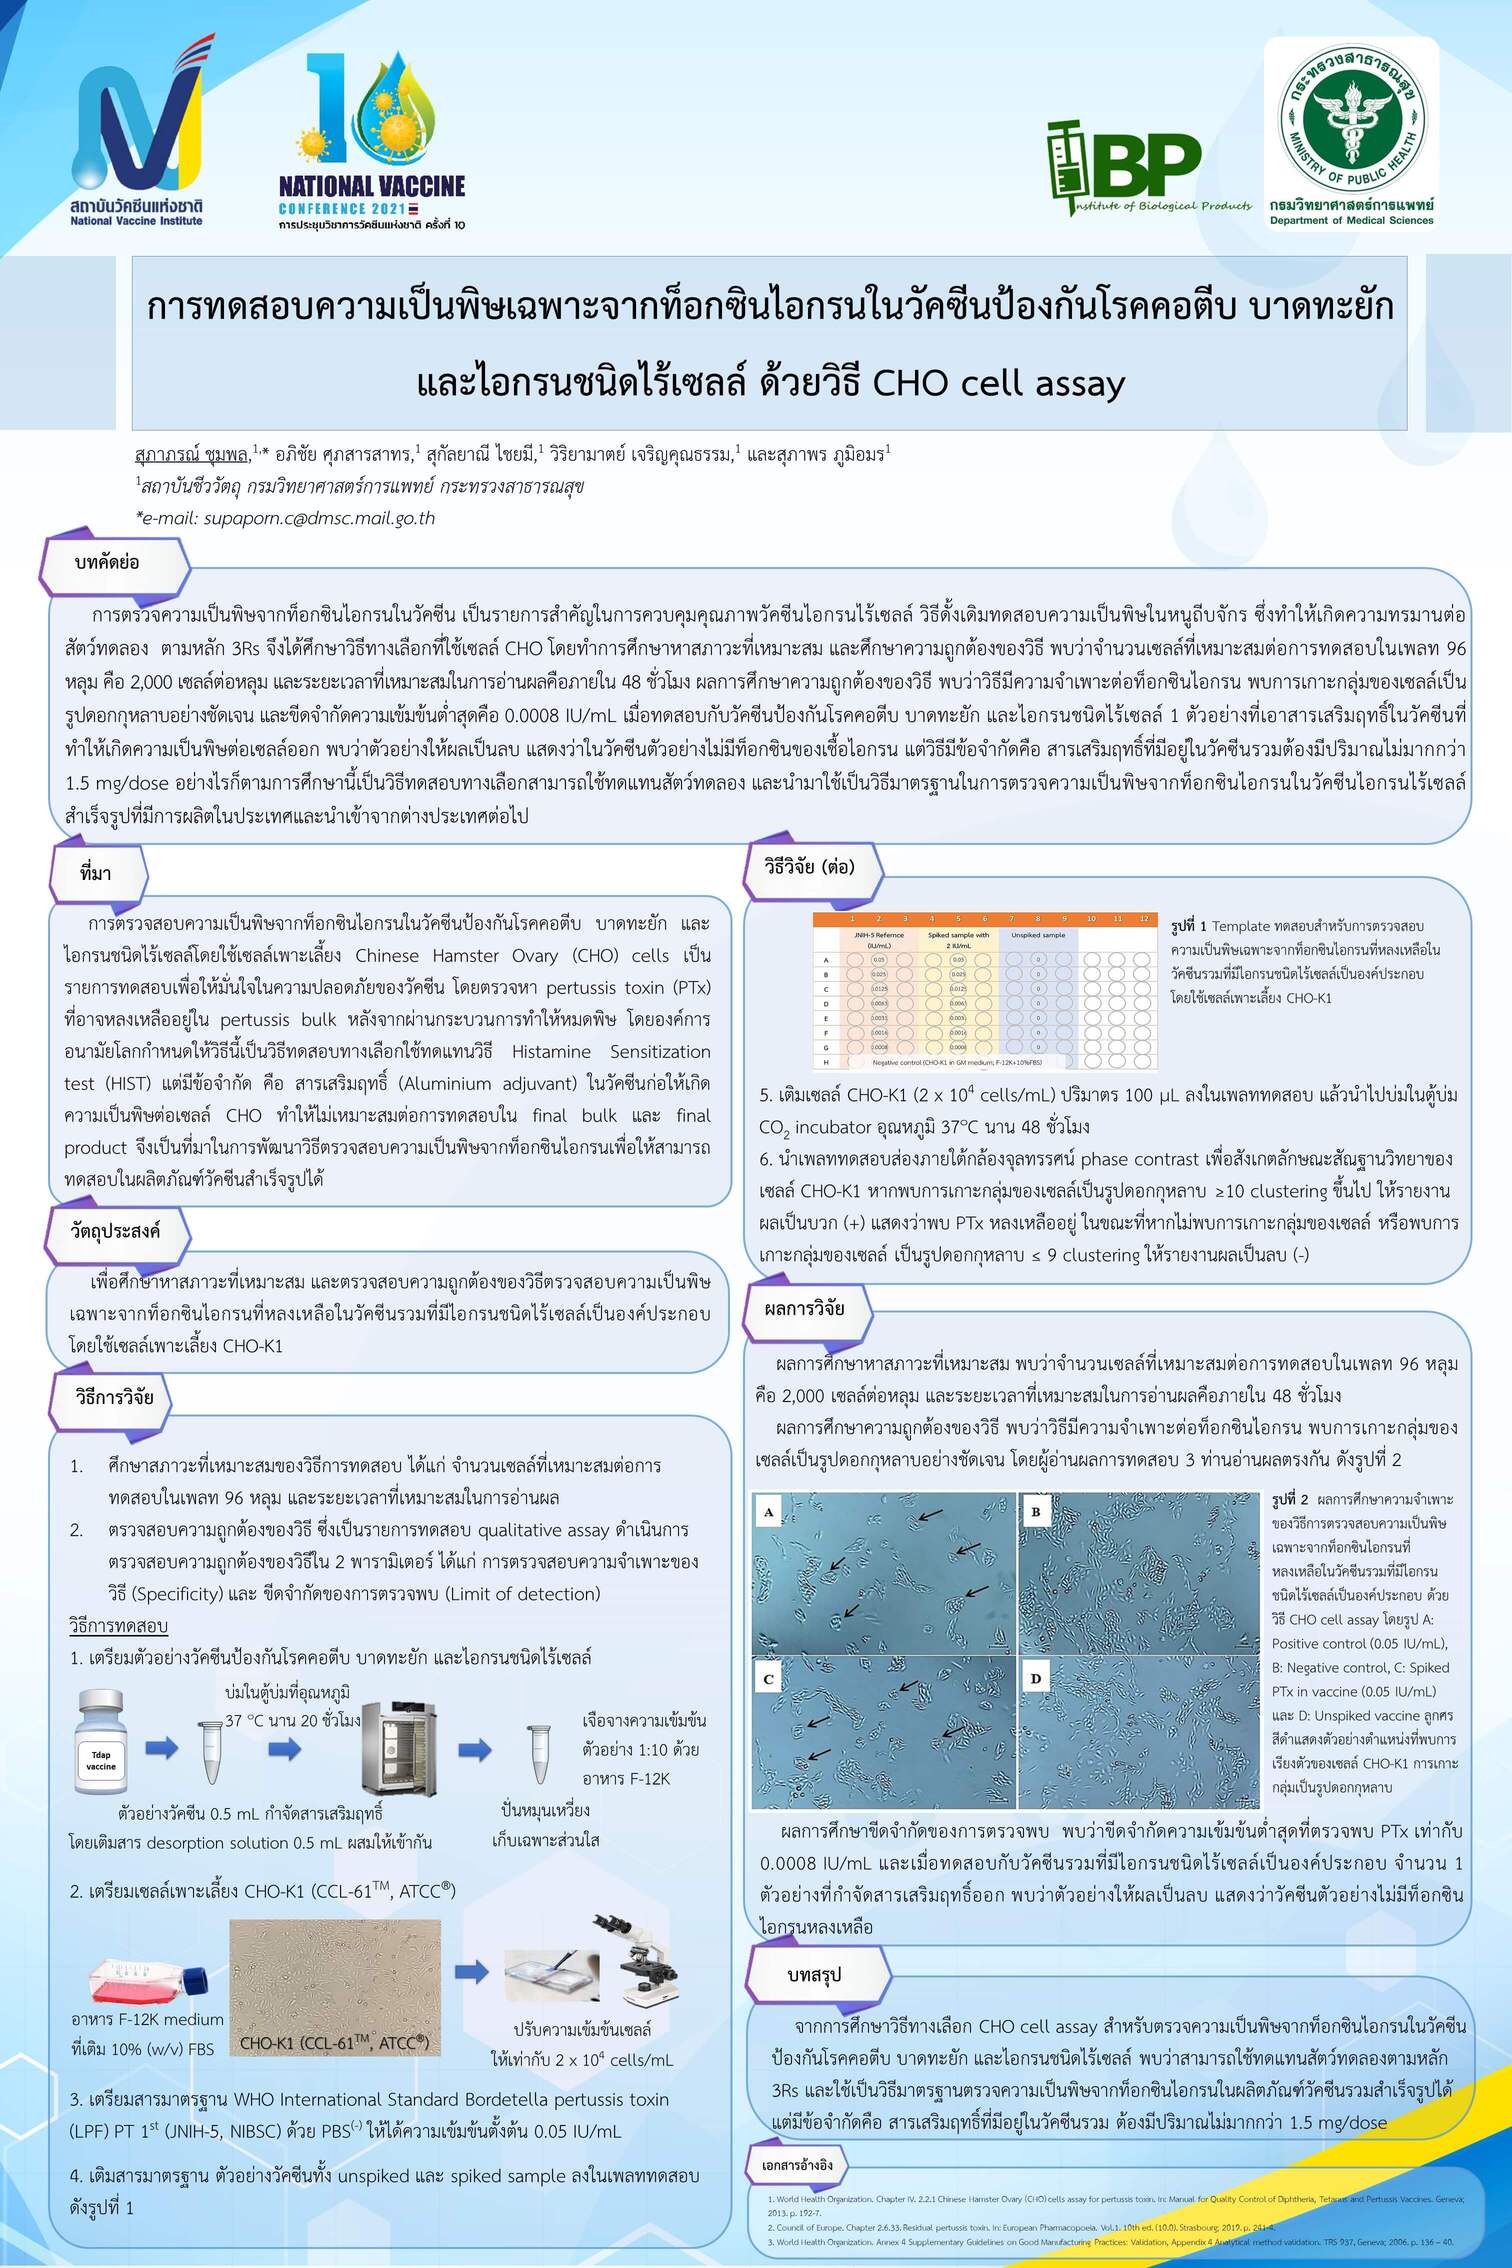 สถาบันวัคซีนแห่งชาติ
National Vaccine Institute
10
NATIONAL VACCINE
CONFERENCE 2021
การประชุมวิชาการวัคซีนแห่งชาติ ครั้งที่ 10
IBP
Institute of Biological Products
กระทรวงสาธารณสุข
MINISTRY OF PUBLIC HEALTH
กรมวิทยาศาสตร์การแพทย์
Department of Medical Sciences
การทดสอบความเป็นพิษเฉพาะจากท็อกซินไอกรนในวัคซีนป้องกันโรคคอตีบ บาดทะยัก
และไอกรนชนิดไร้เซลล์ ด้วยวิธี CHO cell assay
สุภาภรณ์ ชุมพล,1,* อภิชัย ศุภสารสาทร,1 สุกัลยาณี ไชยมี,1 วิริยามาตย์ เจริญคุณธรรม,1 และสุภาพร ภูมิอมร1
1สถาบันชีววัตถุ กรมวิทยาศาสตร์การแพทย์ กระทรวงสาธารณสุข
*e-mail: supaporn.c@dmsc.mail.go.th
บทคัดย่อ
การตรวจความเป็นพิษจากท็อกซินไอกรนในวัคซีน เป็นรายการสำคัญในการควบคุมคุณภาพวัคซีนไอกรนไร้เซลล์ วิธีดั้งเดิมทดสอบความเป็นพิษในหนูถีบจักร ซึ่งทำให้เกิดความทรมานต่อ
สัตว์ทดลอง ตามหลัก 3Rs จึงได้ศึกษาวิธีทางเลือกที่ใช้เซลล์ CHO โดยทำการศึกษาหาสภาวะที่เหมาะสม และศึกษาความถูกต้องของวิธี พบว่าจำนวนเซลล์ที่เหมาะสมต่อการทดสอบในเพลท 96
หลุม คือ 2,000 เซลล์ต่อหลุม และระยะเวลาที่เหมาะสมในการอ่านผลคือภายใน 48 ชั่วโมง ผลการศึกษาความถูกต้องของวิธี พบว่าวิธีมีความจำเพาะต่อท็อกซินไอกรน พบการเกาะกลุ่มของเซลล์เป็น
รูปดอกกุหลาบอย่างชัดเจน และขีดจำกัดความเข้มข้นต่ำสุดคือ 0.0008 IU/mL เมื่อทดสอบกับวัคซีนป้องกันโรคคอตีบ บาดทะยัก และไอกรนชนิดไร้เซลล์ 1 ตัวอย่างที่เอาสารเสริมฤทธิ์ในวัคซีนที่
ทำให้เกิดความเป็นพิษต่อเซลล์ออก พบว่าตัวอย่างให้ผลเป็นลบ แสดงว่าในวัคซีนตัวอย่างไม่มีท็อกซินของเชื้อไอกรน แต่วิธีมีข้อจำกัดคือ สารเสริมฤทธิ์ที่มีอยู่ในวัคซีนรวมต้องมีปริมาณไม่มากกว่า
1.5 mg/dose อย่างไรก็ตามการศึกษานี้เป็นวิธีทดสอบทางเลือกสามารถใช้ทดแทนสัตว์ทดลอง และนำมาใช้เป็นวิธีมาตรฐานในการตรวจความเป็นพิษจากท็อกซินไอกรนในวัคซีนไอกรนไร้เซลล์
สำเร็จรูปที่มีการผลิตในประเทศและนำเข้าจากต่างประเทศต่อไป
ที่มา
การตรวจสอบความเป็นพิษจากท็อกซินไอกรนในวัคซีนป้องกันโรคคอตีบ บาดทะยัก และ
ไอกรนชนิดไร้เซลล์โดยใช้เซลล์เพาะเลี้ยง Chinese Hamster Ovary (CHO) cells เป็น
รายการทดสอบเพื่อให้มั่นใจในความปลอดภัยของวัคซีน โดยตรวจหา pertussis toxin (PTx)
ที่อาจหลงเหลืออยู่ใน pertussis bulk หลังจากผ่านกระบวนการทำให้หมดพิษ โดยองค์การ
อนามัยโลกกำหนดให้วิธีนี้เป็นวิธีทดสอบทางเลือกใช้ทดแทนวิธี Histamine Sensitization
test (HIST) แต่มีข้อจำกัด คือ สารเสริมฤทธิ์ (Aluminium adjuvant) ในวัคซีนก่อให้เกิด
ความเป็นพิษต่อเซลล์ CHO ทำให้ไม่เหมาะสมต่อการทดสอบใน final bulk และ final
product จึงเป็นที่มาในการพัฒนาวิธีตรวจสอบความเป็นพิษจากท็อกซินไอกรนเพื่อให้สามารถ
ทดสอบในผลิตภัณฑ์วัคซีนสำเร็จรูปได้
วัตถุประสงค์
เพื่อศึกษาหาสภาวะที่เหมาะสม และตรวจสอบความถูกต้องของวิธีตรวจสอบความเป็นพิษ
เฉพาะจากท็อกซินไอกรนที่หลงเหลือในวัคซีนรวมที่มีไอกรนชนิดไร้เซลล์เป็นองค์ประกอบ
โดยใช้เซลล์เพาะเลี้ยง CHO-K1
วิธีการวิจัย
1. ศึกษาสภาวะที่เหมาะสมของวิธีการทดสอบ ได้แก่ จำนวนเซลล์ที่เหมาะสมต่อการ
ทดสอบในเพลท 96 หลุม และระยะเวลาที่เหมาะสมในการอ่านผล
2. ตรวจสอบความถูกต้องของวิธี ซึ่งเป็นรายการทดสอบ qualitative assay ดำเนินการ
ตรวจสอบความถูกต้องของวิธีใน 2 พารามิเตอร์ ได้แก่ การตรวจสอบความจำเพาะของ
วิธี (Specificity) และ ขีดจำกัดของการตรวจพบ (Limit of detection)
วิธีการทดสอบ
1. เตรียมตัวอย่างวัคซีนป้องกันโรคคอตีบ บาดทะยัก และไอกรนชนิดไร้เซลล์
บ่มในตู้บ่มที่อุณหภูมิ
37 °C นาน 20 ชั่วโมง
Tdap
vaccine
เจือจางความเข้มข้น
ตัวอย่าง 1:10 ด้วย
อาหาร F-12K
ตัวอย่างวัคซีน 0.5 mL กำจัดสารเสริมฤทธิ์
โดยเติมสาร desorption solution 0.5 mL ผสมให้เข้ากัน
ปั่นหมุนเหวี่ยง
เก็บเฉพาะส่วนใส
2. เตรียมเซลล์เพาะเลี้ยง CHO-K1 (CCL-61TM, ATCC®)
อาหาร F-12K medium
ที่เติม 10% (w/v) FBS
CHO-K1 (CCL-61TM, ATCC®)
ปรับความเข้มข้นเซลล์
ให้เท่ากับ 2 x 10⁴ cells/mL
3. เตรียมสารมาตรฐาน WHO International Standard Bordetella pertussis toxin
(LPF) PT 1st (JNIH-5, NIBSC) ด้วย PBS(-) ให้ได้ความเข้มข้นตั้งต้น 0.05 IU/mL
4. เติมสารมาตรฐาน ตัวอย่างวัคซีนทั้ง unspiked และ spiked sample ลงในเพลททดสอบ
ดังรูปที่ 1
วิธีวิจัย (ต่อ)
1 2 3 4 5 6 7 8 9 10 11 12
JNIH-5 Refernce Spiked sample with Unspiked sample
(IU/mL) 2 IU/mL
A 0.05 0.05 0
B 0.025 0.025 0
C 0.0125 0.0125 0
D 0.0063 0.0063 0
E 0.0031 0.0031 0
F 0.0016 0.0016 0
G 0.0008 0.0008 0
H Negative control (CHO-K1 in GM medium; F-12K+10%FBS)
รูปที่ 1 Template ทดสอบสำหรับการตรวจสอบ
ความเป็นพิษเฉพาะจากท็อกซินไอกรนที่หลงเหลือใน
วัคซีนรวมที่มีไอกรนชนิดไร้เซลล์เป็นองค์ประกอบ
โดยใช้เซลล์เพาะเลี้ยง CHO-K1
5. เติมเซลล์ CHO-K1 (2 x 10⁴ cells/mL) ปริมาตร 100 µL ลงในเพลททดสอบ แล้วนำไปบ่มในตู้บ่ม
CO₂ incubator อุณหภูมิ 37°C นาน 48 ชั่วโมง
6. นำเพลททดสอบส่องภายใต้กล้องจุลทรรศน์ phase contrast เพื่อสังเกตลักษณะสัณฐานวิทยาของ
เซลล์ CHO-K1 หากพบการเกาะกลุ่มของเซลล์เป็นรูปดอกกุหลาบ ≥10 clustering ขึ้นไป ให้รายงาน
ผลเป็นบวก (+) แสดงว่าพบ PTx หลงเหลืออยู่ ในขณะที่หากไม่พบการเกาะกลุ่มของเซลล์ หรือพบการ
เกาะกลุ่มของเซลล์ เป็นรูปดอกกุหลาบ ≤ 9 clustering ให้รายงานผลเป็นลบ (-)
ผลการวิจัย
ผลการศึกษาหาสภาวะที่เหมาะสม พบว่าจำนวนเซลล์ที่เหมาะสมต่อการทดสอบในเพลท 96 หลุม
คือ 2,000 เซลล์ต่อหลุม และระยะเวลาที่เหมาะสมในการอ่านผลคือภายใน 48 ชั่วโมง
ผลการศึกษาความถูกต้องของวิธี พบว่าวิธีมีความจำเพาะต่อท็อกซินไอกรน พบการเกาะกลุ่มของ
เซลล์เป็นรูปดอกกุหลาบอย่างชัดเจน โดยผู้อ่านผลการทดสอบ 3 ท่านอ่านผลตรงกัน ดังรูปที่ 2
A
B
C
D
รูปที่ 2 ผลการศึกษาความจำเพาะ
ของวิธีการตรวจสอบความเป็นพิษ
เฉพาะจากท็อกซินไอกรนที่
หลงเหลือในวัคซีนรวมที่มีไอกรน
ชนิดไร้เซลล์เป็นองค์ประกอบ ด้วย
วิธี CHO cell assay โดยรูป A:
Positive control (0.05 IU/mL),
B: Negative control, C: Spiked
PTx in vaccine (0.05 IU/mL)
และ D: Unspiked vaccine ลูกศร
สีดำแสดงตัวอย่างตำแหน่งที่พบการ
เรียงตัวของเซลล์ CHO-K1 การเกาะ
กลุ่มเป็นรูปดอกกุหลาบ
ผลการศึกษาขีดจำกัดของการตรวจพบ พบว่าขีดจำกัดความเข้มข้นต่ำสุดที่ตรวจพบ PTx เท่ากับ
0.0008 IU/mL และเมื่อทดสอบกับวัคซีนรวมที่มีไอกรนชนิดไร้เซลล์เป็นองค์ประกอบ จำนวน 1
ตัวอย่างที่กำจัดสารเสริมฤทธิ์ออก พบว่าตัวอย่างให้ผลเป็นลบ แสดงว่าวัคซีนตัวอย่างไม่มีท็อกซิน
ไอกรนหลงเหลือ
บทสรุป
จากการศึกษาวิธีทางเลือก CHO cell assay สำหรับตรวจความเป็นพิษจากท็อกซินไอกรนในวัคซีน
ป้องกันโรคคอตีบ บาดทะยัก และไอกรนชนิดไร้เซลล์ พบว่าสามารถใช้ทดแทนสัตว์ทดลองตามหลัก
3Rs และใช้เป็นวิธีมาตรฐานตรวจความเป็นพิษจากท็อกซินไอกรนในผลิตภัณฑ์วัคซีนรวมสำเร็จรูปได้
แต่มีข้อจำกัดคือ สารเสริมฤทธิ์ที่มีอยู่ในวัคซีนรวม ต้องมีปริมาณไม่มากกว่า 1.5 mg/dose
เอกสารอ้างอิง
1. World Health Organization. Chapter IV. 2.2.1 Chinese Hamster Ovary (CHO) cells assay for pertussis toxin. In: Manual for Quality Control of Diphtheria, Tetanus and Pertussis Vaccines. Geneva;
2013. p. 192-7.
2. Council of Europe. Chapter 2.6.33. Residual pertussis toxin. In: European Pharmacopoeia. Vol.1. 10th ed. (10.0). Strasbourg; 2019. p. 241-4.
3. World Health Organization. Annex 4 Supplementary Guidelines on Good Manufacturing Practices: Validation, Appendix 4 Analytical method validation. TRS 937, Geneva; 2006. p. 136 – 40.